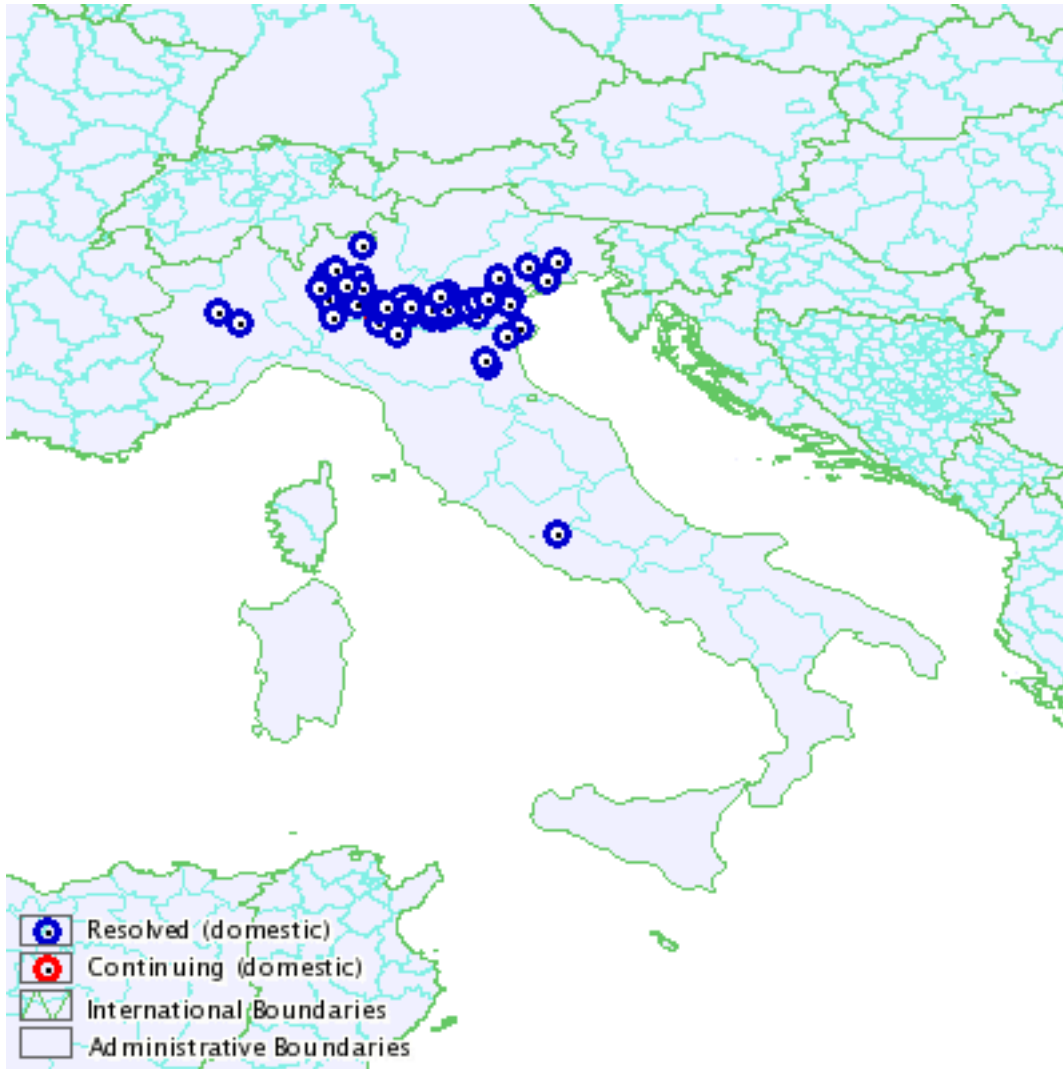 Resolved (domestic)
Continuing (domestic)
International Boundaries
Administrative Boundaries